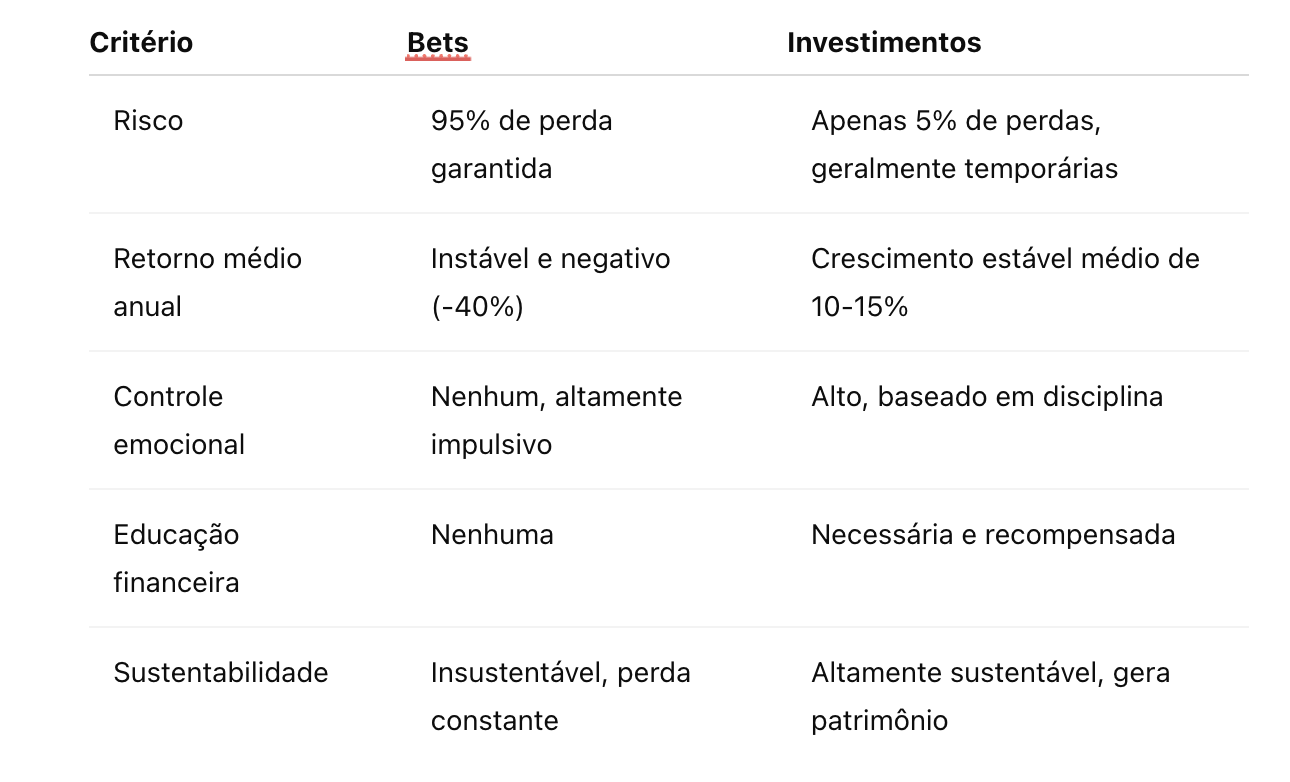 Critério Bets Investimentos
Risco 95% de perda Apenas 5% de perdas,
garantida geralmente temporárias
Retorno médio Instável e negativo Crescimento estável médio de
anual (-40%) 10-15%
Controle Nenhum, altamente Alto, baseado em disciplina
emocional impulsivo
Educação Nenhuma Necessária e recompensada
financeira
Sustentabilidade Insustentável, perda Altamente sustentável, gera
constante patrimônio